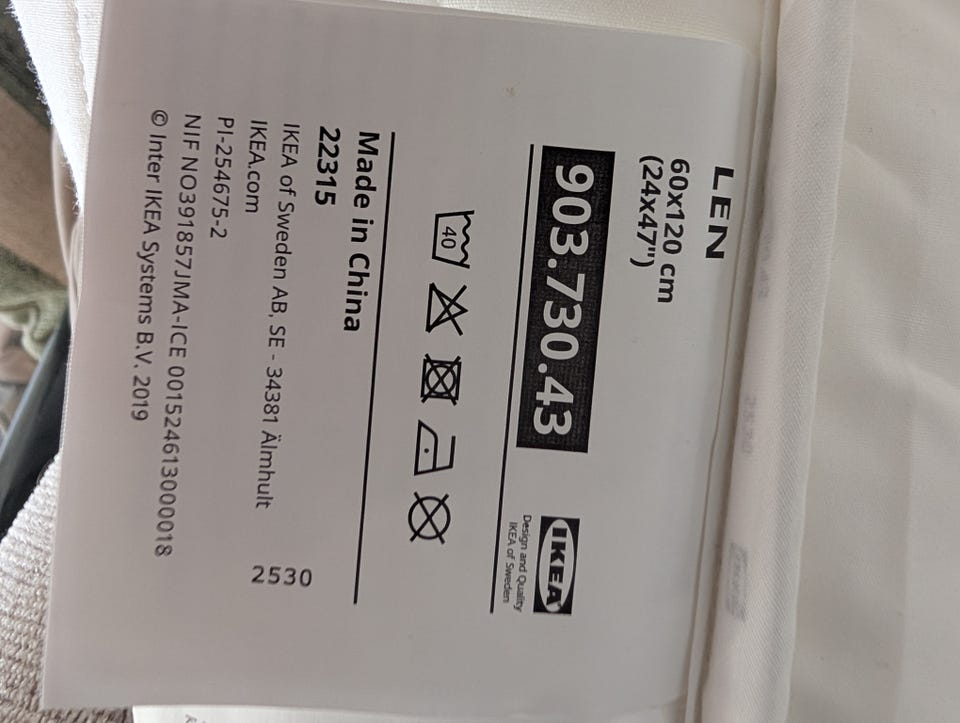 LEN
60x120 cm
(24x47")
903.730.43
IKEA
Design and Quality
IKEA of Sweden
40
Made in China
22315
IKEA of Sweden AB, SE - 34381 Älmhult
IKEA.com
2530
PI-254675-2
NIF NO391857JMA-ICE 001524613000018
© Inter IKEA Systems B.V. 2019